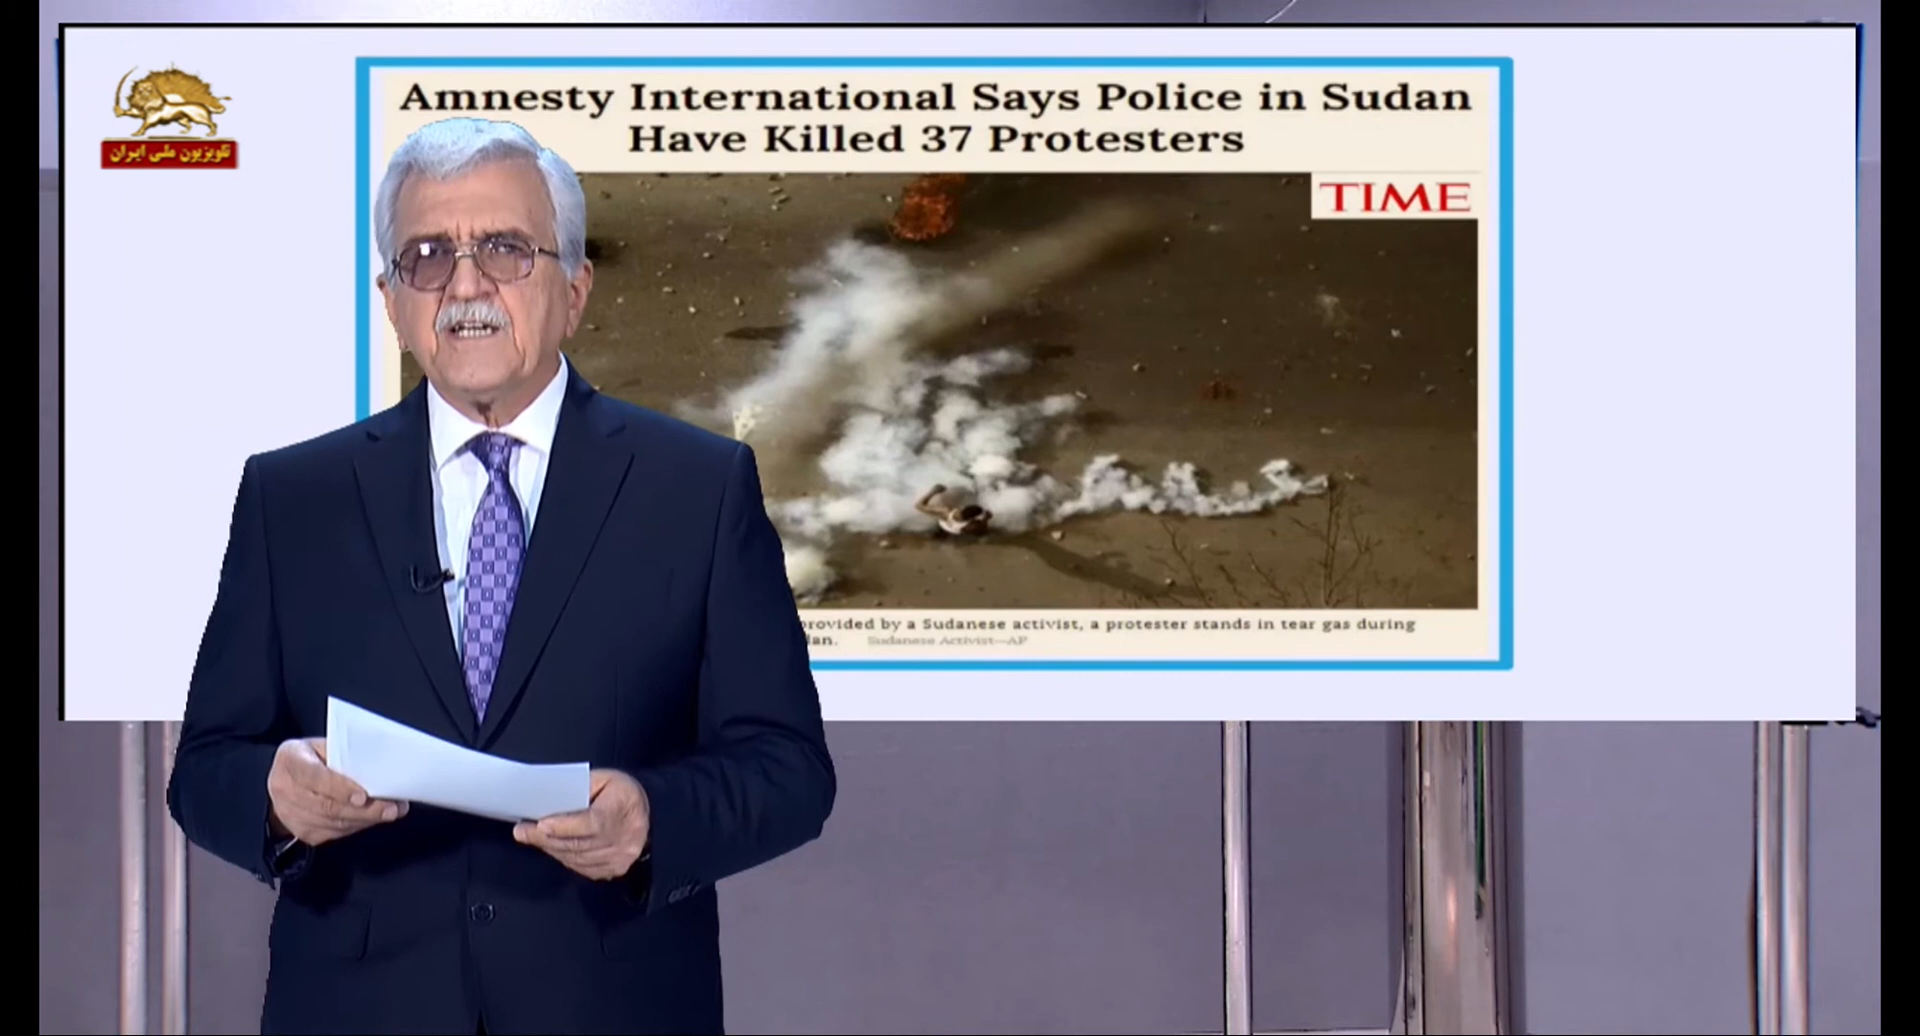 تلویزیون ملی ایران
Amnesty International Says Police in Sudan
Have Killed 37 Protesters
TIME
provided by a Sudanese activist, a protester stands in tear gas during
Sudanese Activist—AP